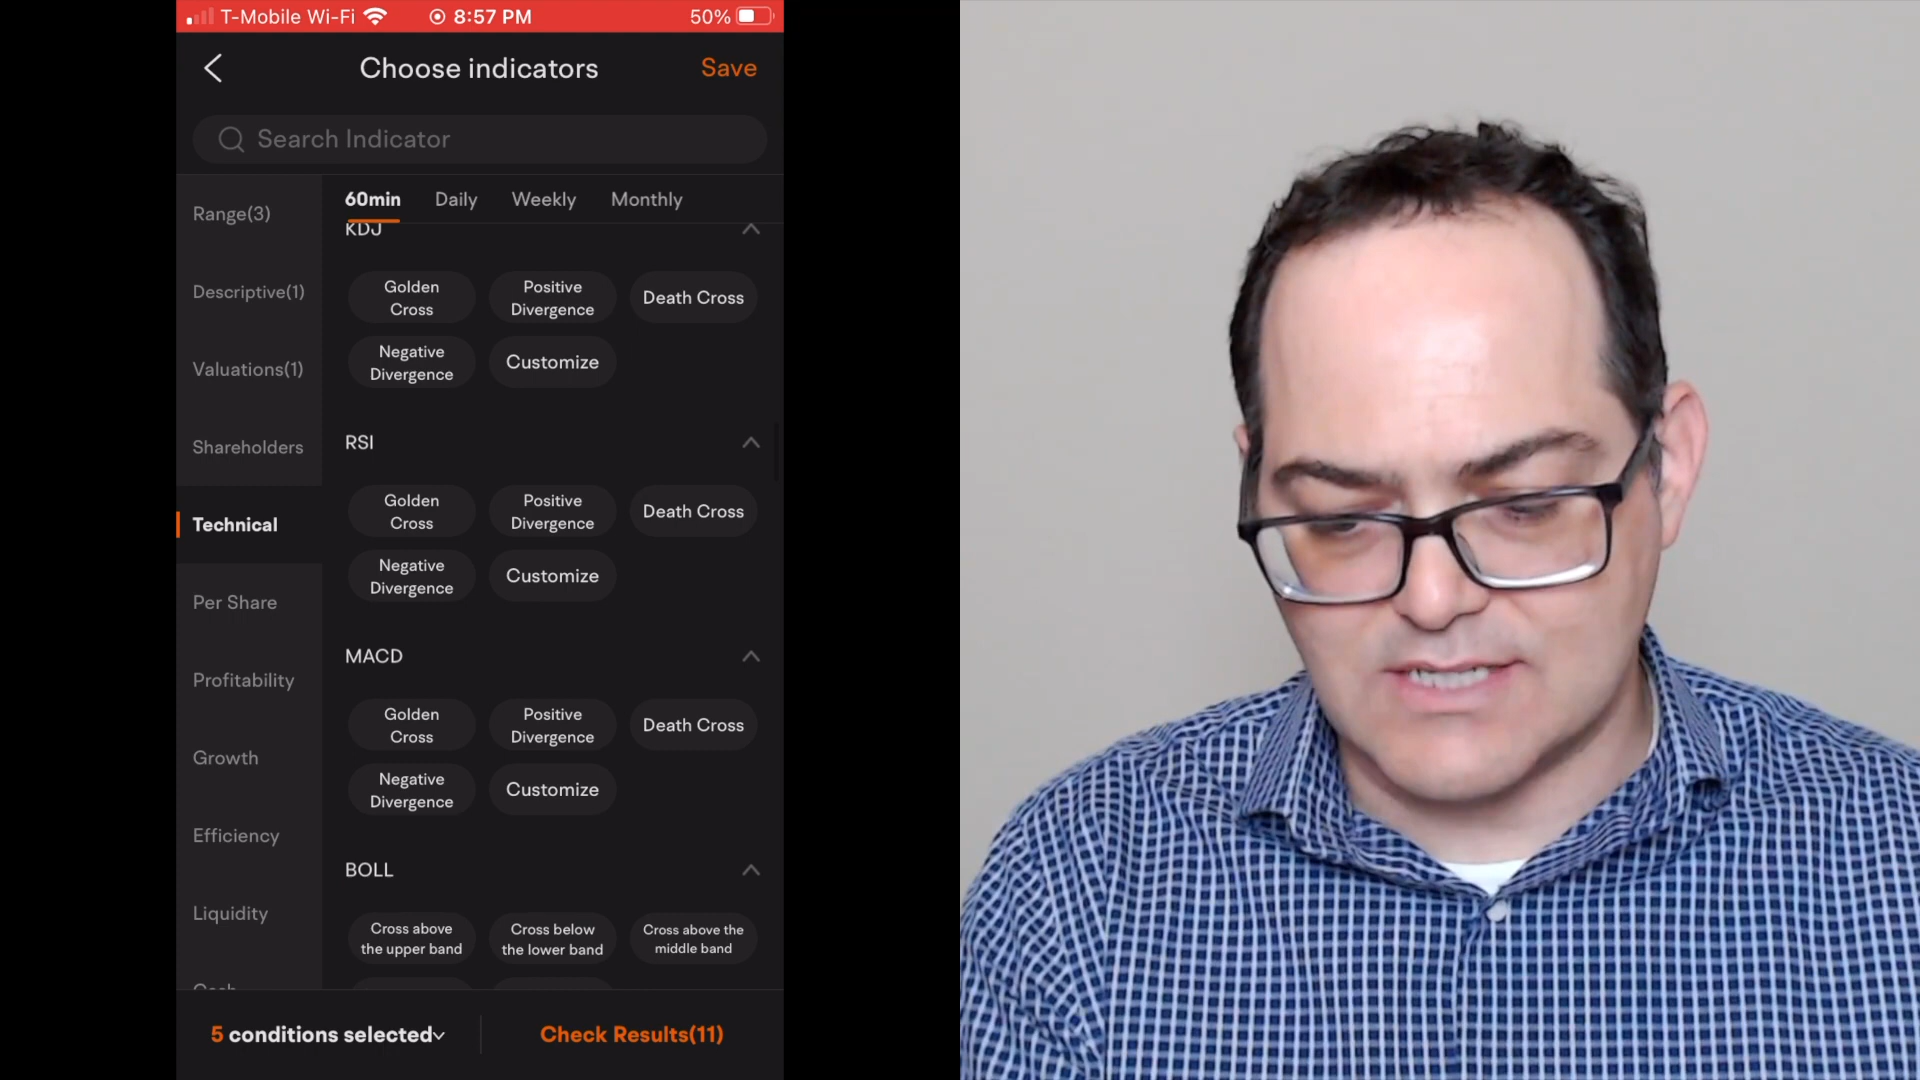 T-Mobile Wi-Fi 8:57 PM 50%
Choose indicators Save
Search Indicator
60min Daily Weekly Monthly
Range(3)
Descriptive(1)
Valuations(1)
Shareholders
Technical
Per Share
Profitability
Growth
Efficiency
Liquidity
Cash
KDJ
Golden
Cross
Positive
Divergence
Death Cross
Negative
Divergence
Customize
RSI
Golden
Cross
Positive
Divergence
Death Cross
Negative
Divergence
Customize
MACD
Golden
Cross
Positive
Divergence
Death Cross
Negative
Divergence
Customize
BOLL
Cross above
the upper band
Cross below
the lower band
Cross above the
middle band
5 conditions selected
Check Results(11)